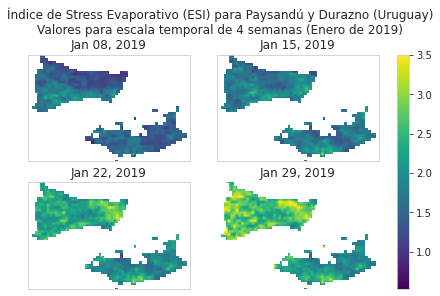 Índice de Stress Evaporativo (ESI) para Paysandú y Durazno (Uruguay)
Valores para escala temporal de 4 semanas (Enero de 2019)
Jan 08, 2019
Jan 15, 2019
Jan 22, 2019
Jan 29, 2019
3.5
3.0
2.5
2.0
1.5
1.0